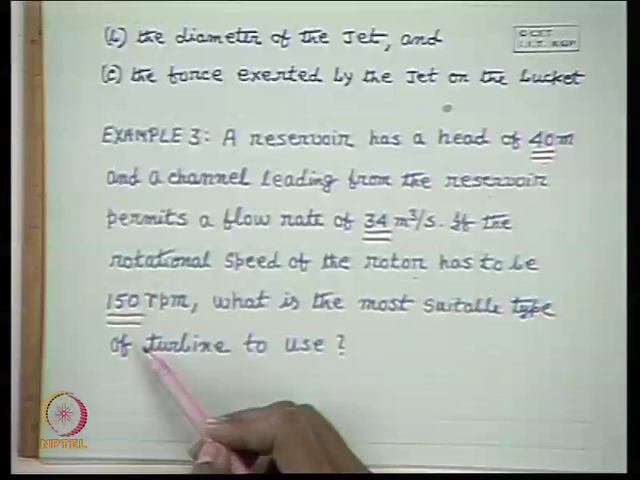 (b) the diameter of the Jet, and
(c) the force exerted by the Jet on the bucket
© CET
I.I.T. KGP
EXAMPLE 3: A reservoir has a head of 40 m
and a channel leading from the reservoir
permits a flow rate of 34 m³/s. If the
rotational speed of the rotor has to be
150 rpm, what is the most suitable type
of turbine to use?
NPTEL